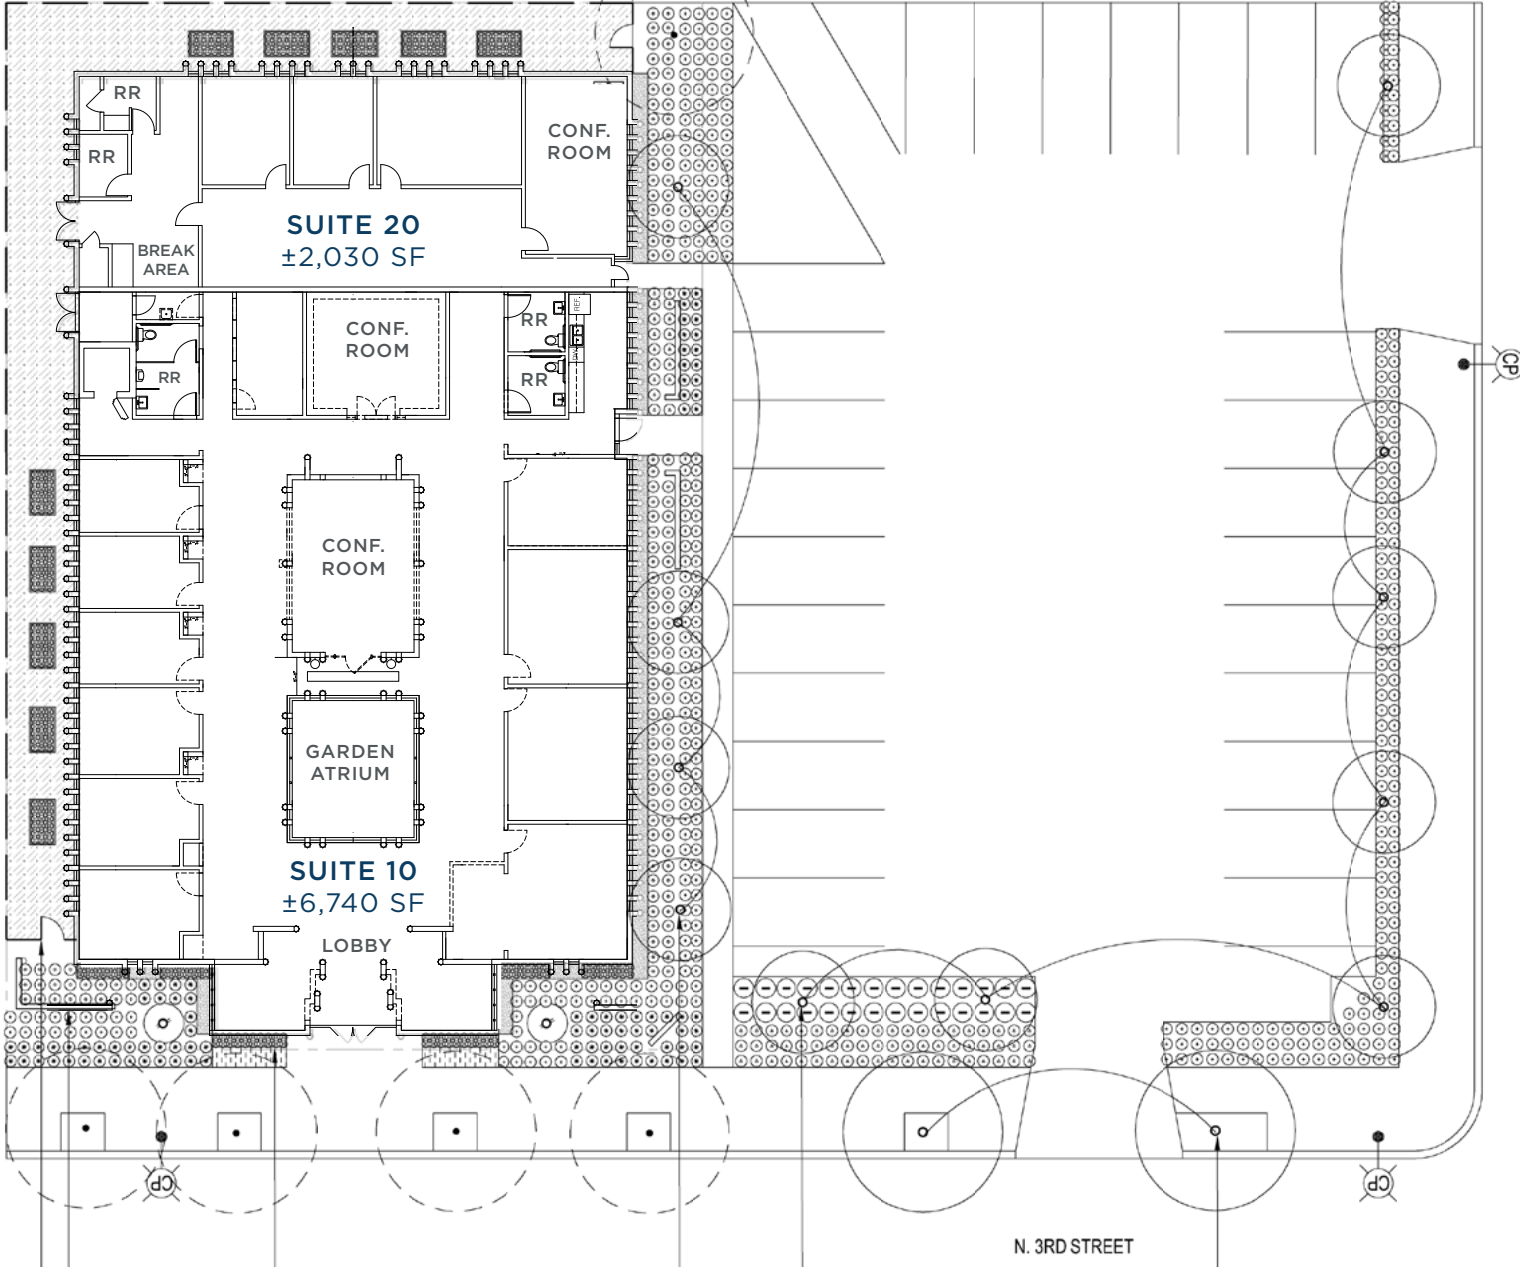 RR
CONF.
ROOM
RR
SUITE 20
±2,030 SF
BREAK
AREA
REF.
RR
CONF.
ROOM
RR
RR
CP
CONF.
ROOM
GARDEN
ATRIUM
SUITE 10
±6,740 SF
LOBBY
CP
CP
N. 3RD STREET